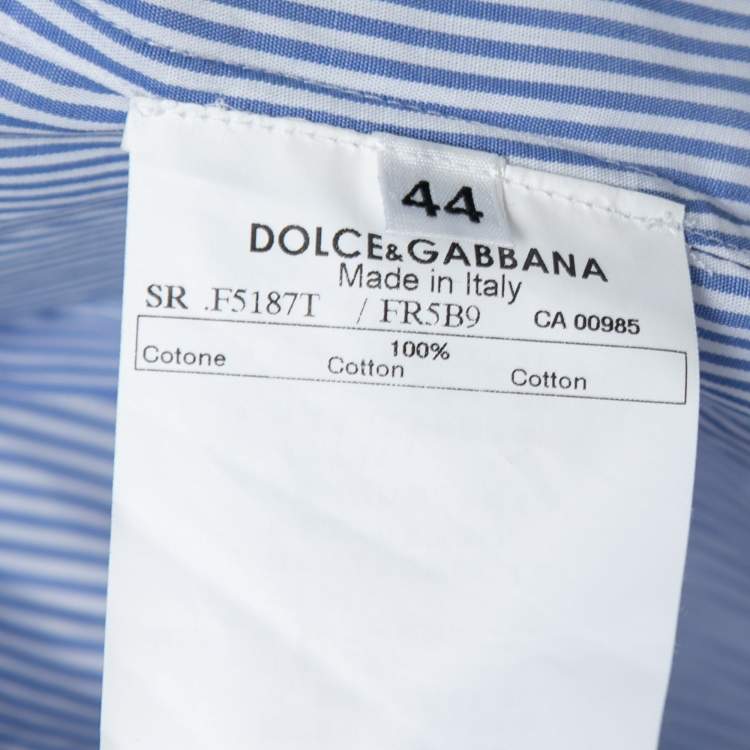 44
DOLCE&GABBANA
Made in Italy
SR .F5187T / FR5B9 CA 00985
100%
Cotone Cotton Cotton